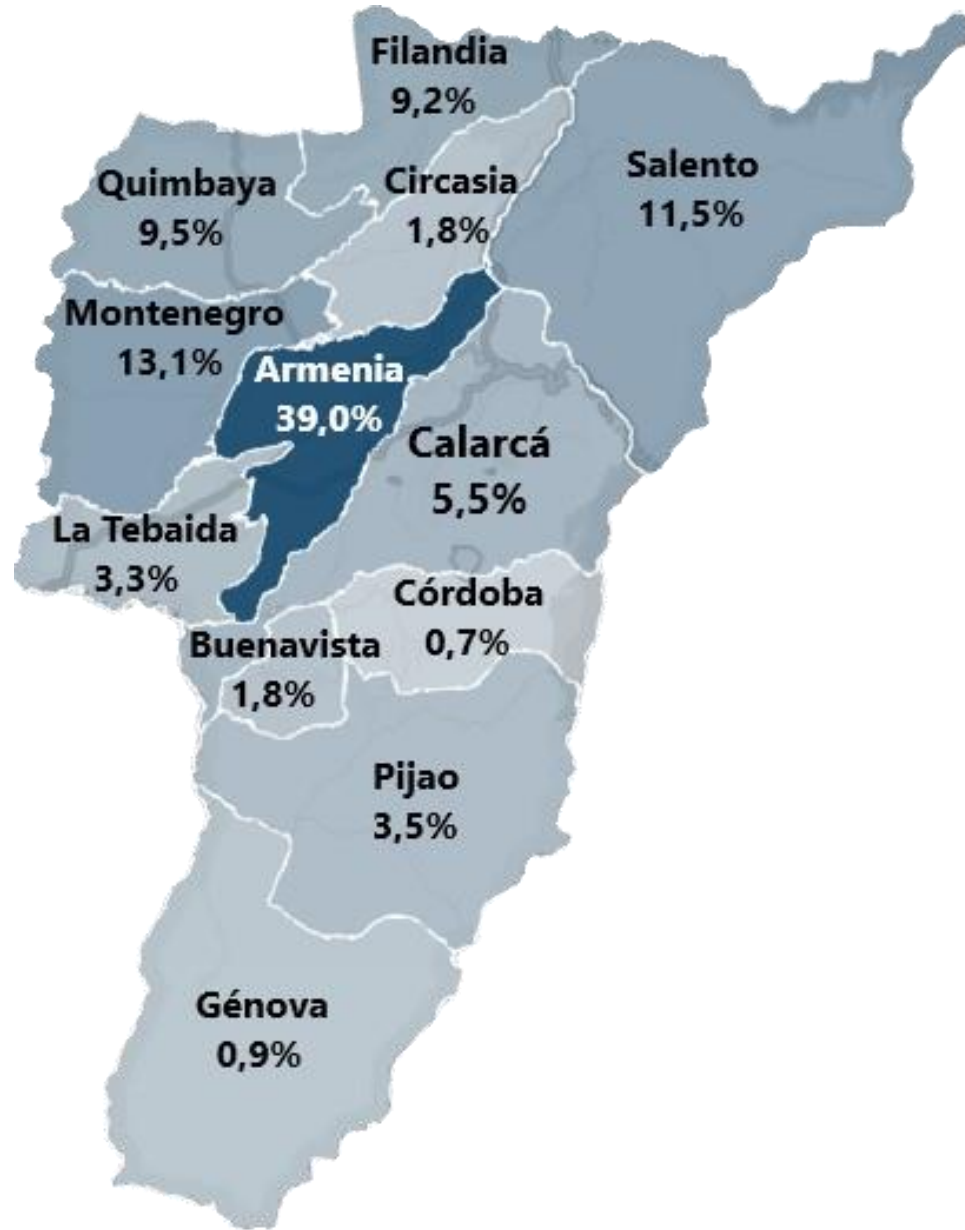 Filandia
9,2%
Quimbaya
9,5%
Circasia
1,8%
Salento
11,5%
Montenegro
13,1%
Armenia
39,0%
Calarcá
5,5%
La Tebaida
3,3%
Córdoba
0,7%
Buenavista
1,8%
Pijao
3,5%
Génova
0,9%